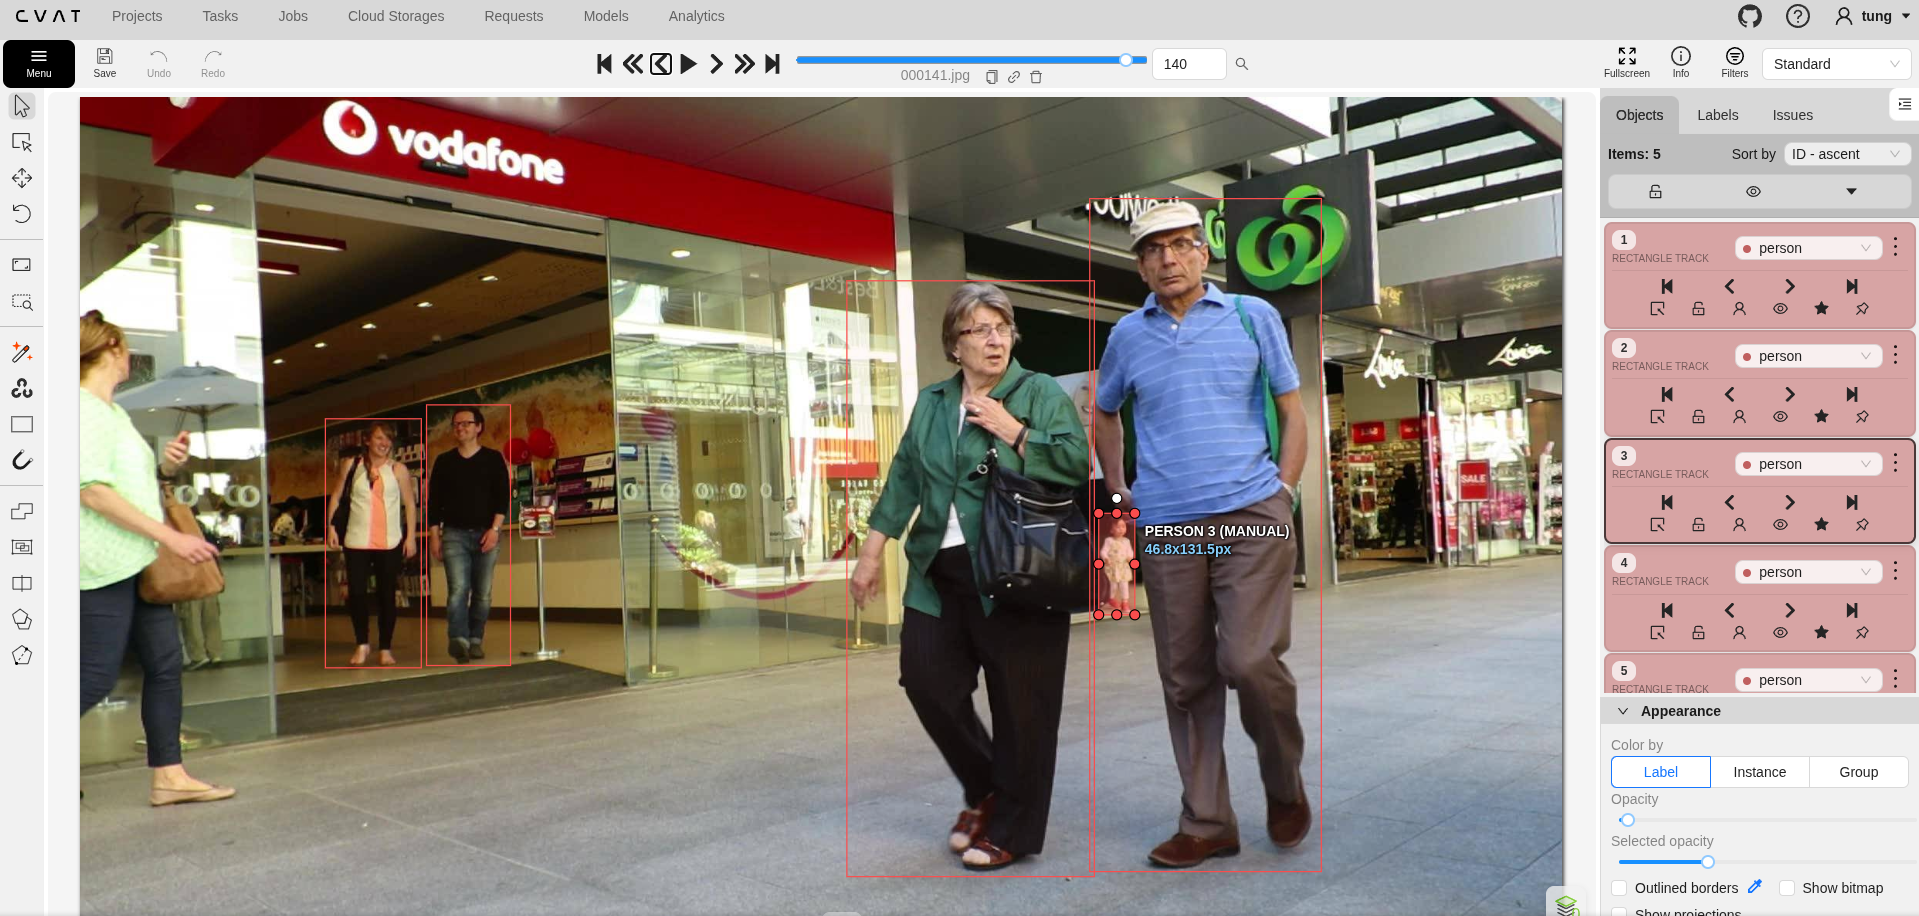 CVAT Projects Tasks Jobs Cloud Storages Requests Models Analytics tung
Menu Save Undo Redo 000141.jpg 140 Fullscreen Info Filters Standard
vodafone
Louisa
SALE
PERSON 3 (MANUAL)
46.8x131.5px
Objects Labels Issues
Items: 5 Sort by ID - ascent
1 person
RECTANGLE TRACK
2 person
RECTANGLE TRACK
3 person
RECTANGLE TRACK
4 person
RECTANGLE TRACK
5 person
RECTANGLE TRACK
Appearance
Color by
Label Instance Group
Opacity
Selected opacity
Outlined borders Show bitmap
Show projections